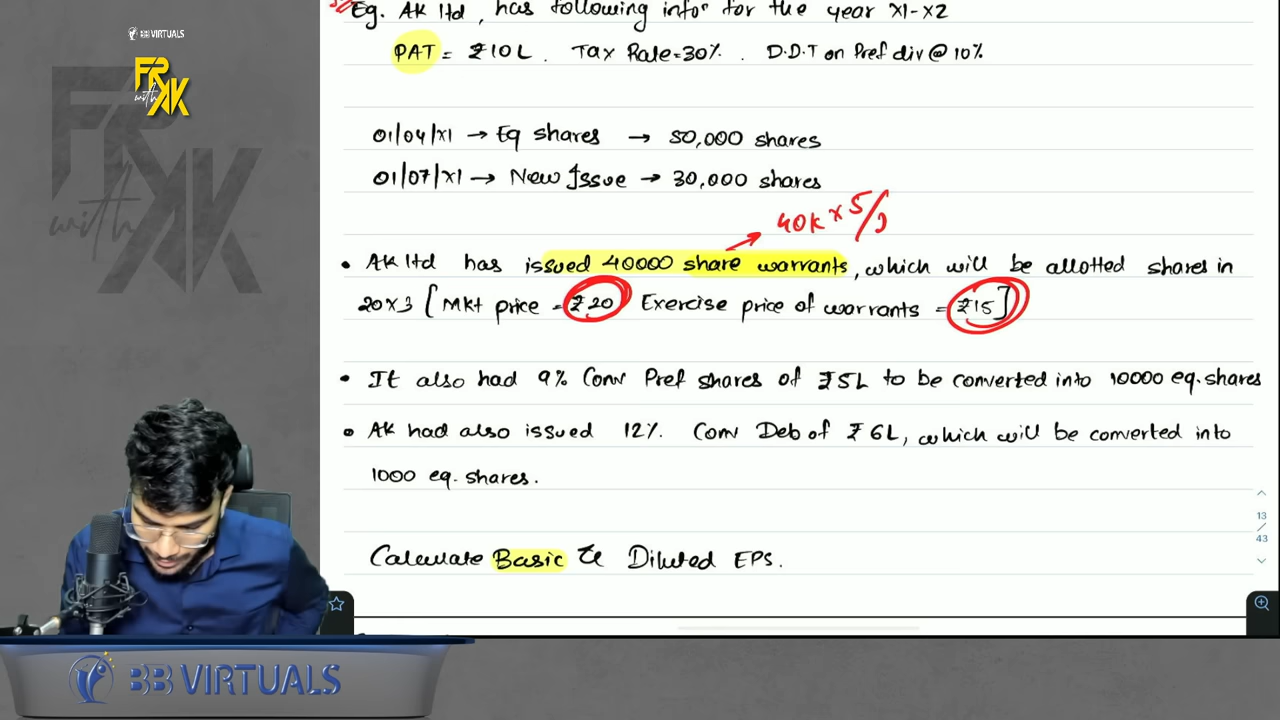 Eg. AK ltd, has following infoʳ for the year X1-X2
BB VIRTUALS
PAT = ₹10L. Tax Rate=30%. D.D.T on Pref div @ 10%
FR with AK
FR with AK
01/04/X1 → Eq shares → 50,000 shares
01/07/X1 → New Issue → 30,000 shares
40K × 5/
• AK ltd has issued 40000 share warrants, which will be allotted shares in
20X3 [Mkt price = ₹20 Exercise price of warrants = ₹15]
• It also had 9% Conv Pref shares of ₹5L to be converted into 10000 eq.shares
• AK had also issued 12%. Conv Deb of ₹6L, which will be converted into
1000 eq. shares.
13
/
43
Calculate Basic & Diluted EPS.
BB VIRTUALS